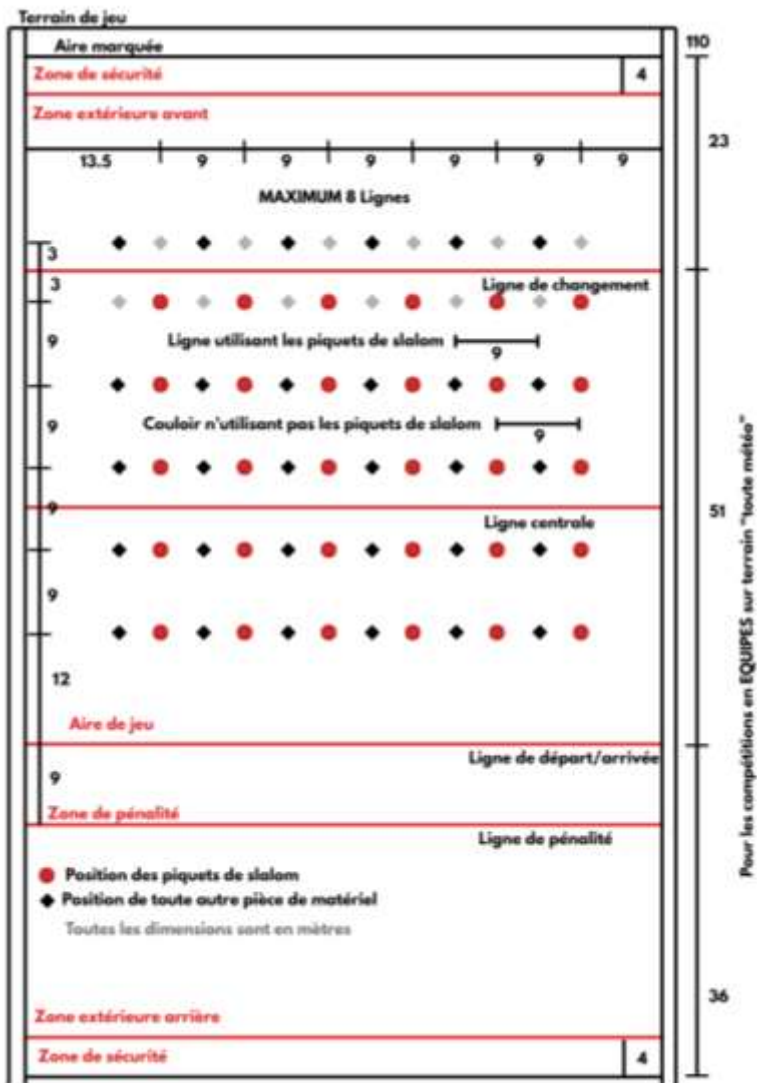 Terrain de jeu
Aire marquée
110
Zone de sécurité
4
Zone extérieure avant
23
13.5 9 9 9 9 9 9
MAXIMUM 8 Lignes
3
3
Ligne de changement
9
Ligne utilisant les piquets de slalom
9
Couloir n'utilisant pas les piquets de slalom
9
9
9
51
Ligne centrale
9
12
Aire de jeu
Ligne de départ/arrivée
9
Zone de pénalité
Ligne de pénalité
Position des piquets de slalom
Position de toute autre pièce de matériel
Toutes les dimensions sont en mètres
36
Zone extérieure arrière
Zone de sécurité
4
Pour les compétitions en EQUIPES sur terrain "toute météo"